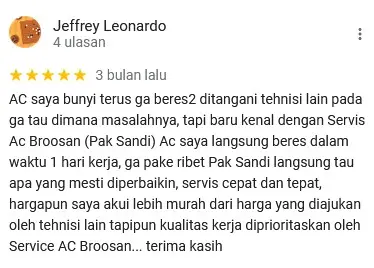 Jeffrey Leonardo
4 ulasan
3 bulan lalu
AC saya bunyi terus ga beres2 ditangani tehnisi lain pada
ga tau dimana masalahnya, tapi baru kenal dengan Servis
Ac Broosan (Pak Sandi) Ac saya langsung beres dalam
waktu 1 hari kerja, ga pake ribet Pak Sandi langsung tau
apa yang mesti diperbaikin, servis cepat dan tepat,
hargapun saya akui lebih murah dari harga yang diajukan
oleh tehnisi lain tapipun kualitas kerja diprioritaskan oleh
Service AC Broosan... terima kasih